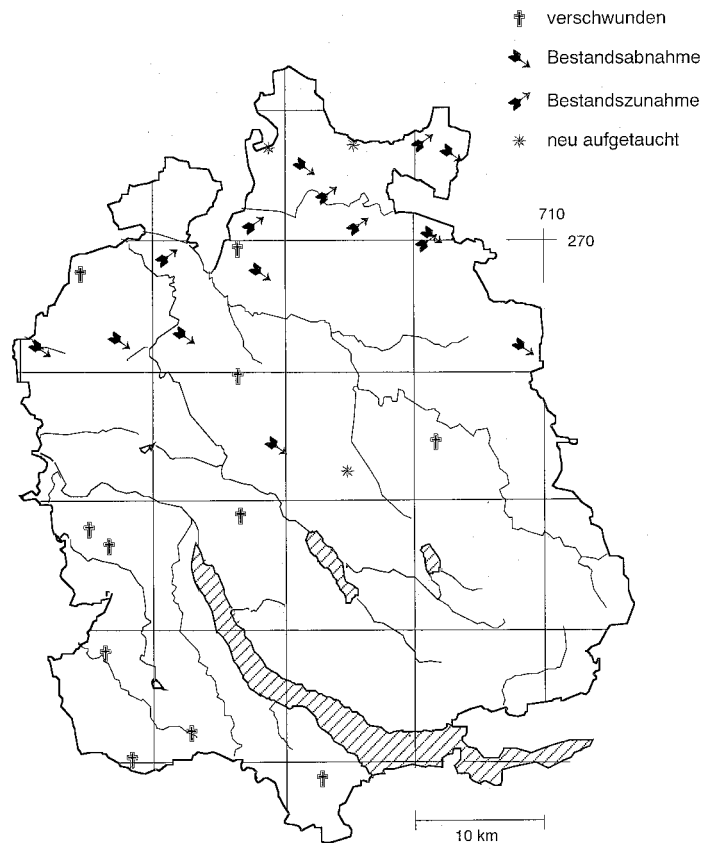 verschwunden
Bestandsabnahme
Bestandszunahme
neu aufgetaucht
710
270
10 km